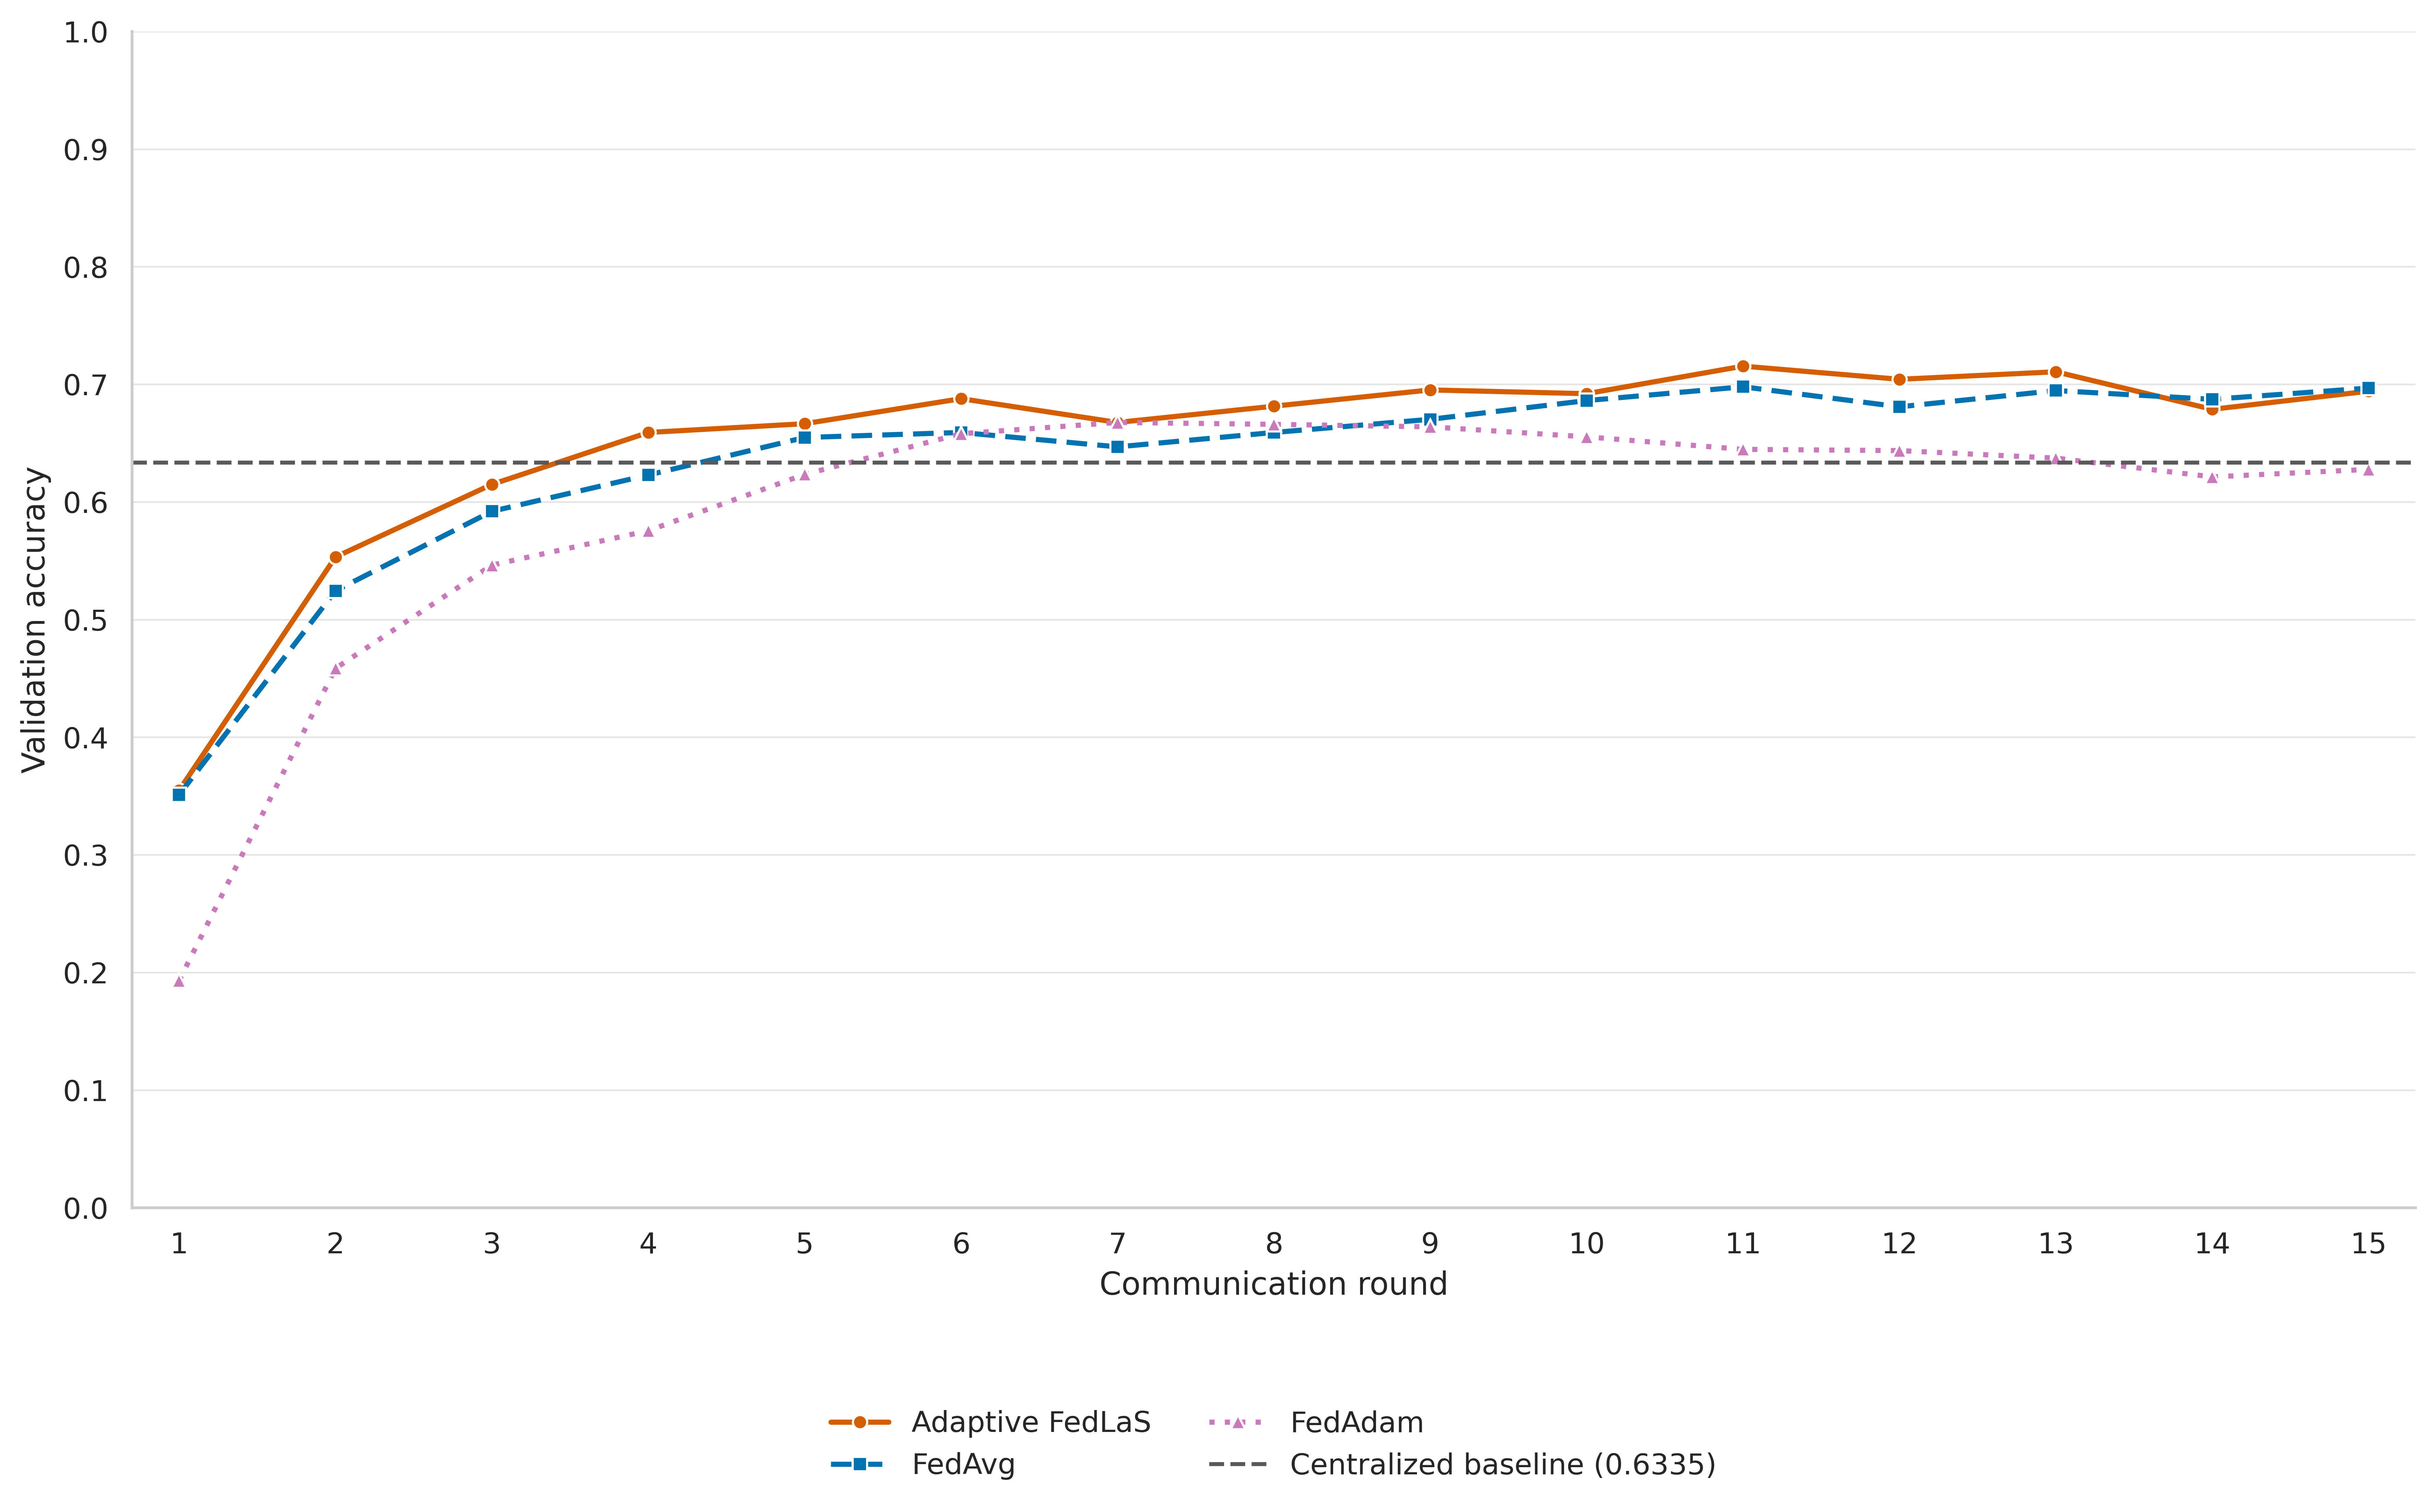 1.0
0.9
0.8
0.7
0.6
0.5
0.4
0.3
0.2
0.1
0.0
Validation accuracy
1 2 3 4 5 6 7 8 9 10 11 12 13 14 15
Communication round
Adaptive FedLaS
FedAvg
FedAdam
Centralized baseline (0.6335)